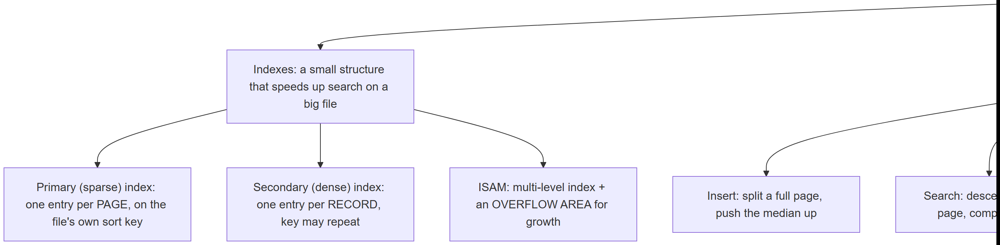 Indexes: a small structure
that speeds up search on a
big file
Primary (sparse) index:
one entry per PAGE, on the
file's own sort key
Secondary (dense) index:
one entry per RECORD,
key may repeat
ISAM: multi-level index +
an OVERFLOW AREA for
growth
Insert: split a full page,
push the median up
Search:
page,